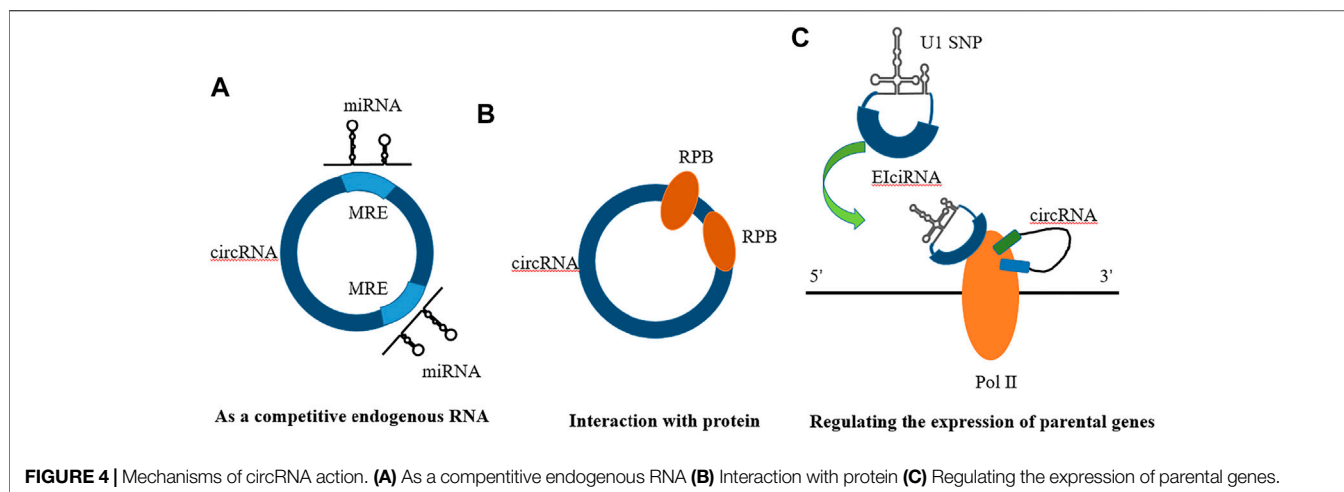 A
miRNA
MRE
circRNA
MRE
miRNA
As a competitive endogenous RNA
B
RPB
RPB
circRNA
Interaction with protein
C
U1 SNP
EIciRNA
circRNA
5’
3’
Pol II
Regulating the expression of parental genes
FIGURE 4 | Mechanisms of circRNA action. (A) As a compentitive endogenous RNA (B) Interaction with protein (C) Regulating the expression of parental genes.